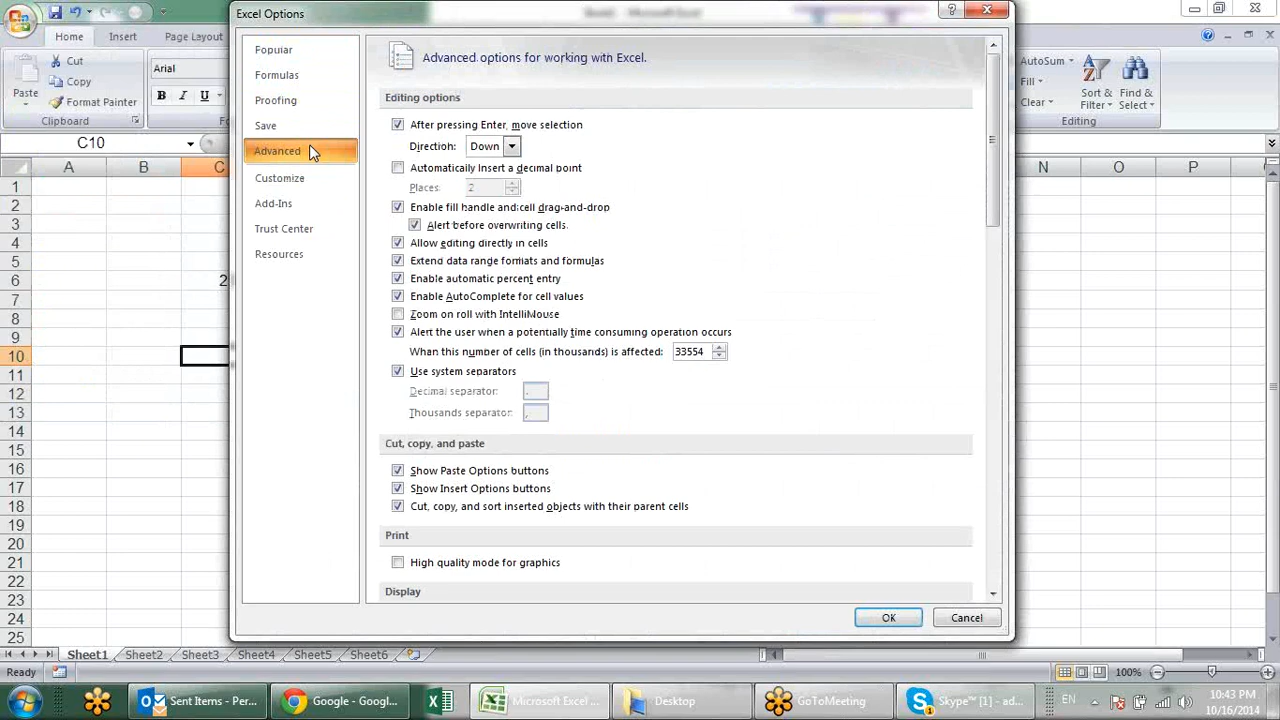 Excel Options
Home Insert Page Layout
Cut
Copy
Format Painter
Paste
Clipboard
Arial
B I U
AutoSum
Fill
Clear
Sort & Filter
Find & Select
Editing
C10
A B C N O P
1
2
3
4
5
6
7
8
9
10
11
12
13
14
15
16
17
18
19
20
21
22
23
24
25
2
Popular
Formulas
Proofing
Save
Advanced
Customize
Add-Ins
Trust Center
Resources
Advanced options for working with Excel.
Editing options
After pressing Enter, move selection
Direction: Down
Automatically Insert a decimal point
Places: 2
Enable fill handle and cell drag-and-drop
Alert before overwriting cells.
Allow editing directly in cells
Extend data range formats and formulas
Enable automatic percent entry
Enable AutoComplete for cell values
Zoom on roll with IntelliMouse
Alert the user when a potentially time consuming operation occurs
When this number of cells (in thousands) is affected: 33554
Use system separators
Decimal separator: .
Thousands separator: ,
Cut, copy, and paste
Show Paste Options buttons
Show Insert Options buttons
Cut, copy, and sort inserted objects with their parent cells
Print
High quality mode for graphics
Display
OK Cancel
Sheet1 Sheet2 Sheet3 Sheet4 Sheet5 Sheet6
Ready 100%
Sent Items - Per... Google - Googl... Microsoft Excel ... Desktop GoToMeeting Skype™ [1] - ad... EN 10:43 PM
10/16/2014